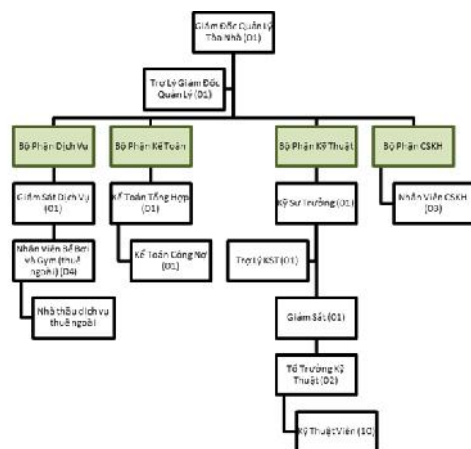 Giám Đốc Quản Lý
Tòa Nhà (01)
Trợ Lý Giám Đốc
Quản Lý (01)
Bộ Phận Dịch Vụ
Bộ Phận Kế Toán
Bộ Phận Kỹ Thuật
Bộ Phận CSKH
Giám Sát Dịch Vụ
(01)
Kế Toán Tổng Hợp
(01)
Kỹ Sư Trưởng (01)
Nhân Viên CSKH
(03)
Nhân Viên Bể Bơi
và Gym (thuê
ngoài) (04)
Kế Toán Công Nợ
(01)
Trợ Lý KST (01)
Nhà thầu dịch vụ
thuê ngoài
Giám Sát (01)
Tổ Trưởng Kỹ
Thuật (02)
Kỹ Thuật Viên (10)